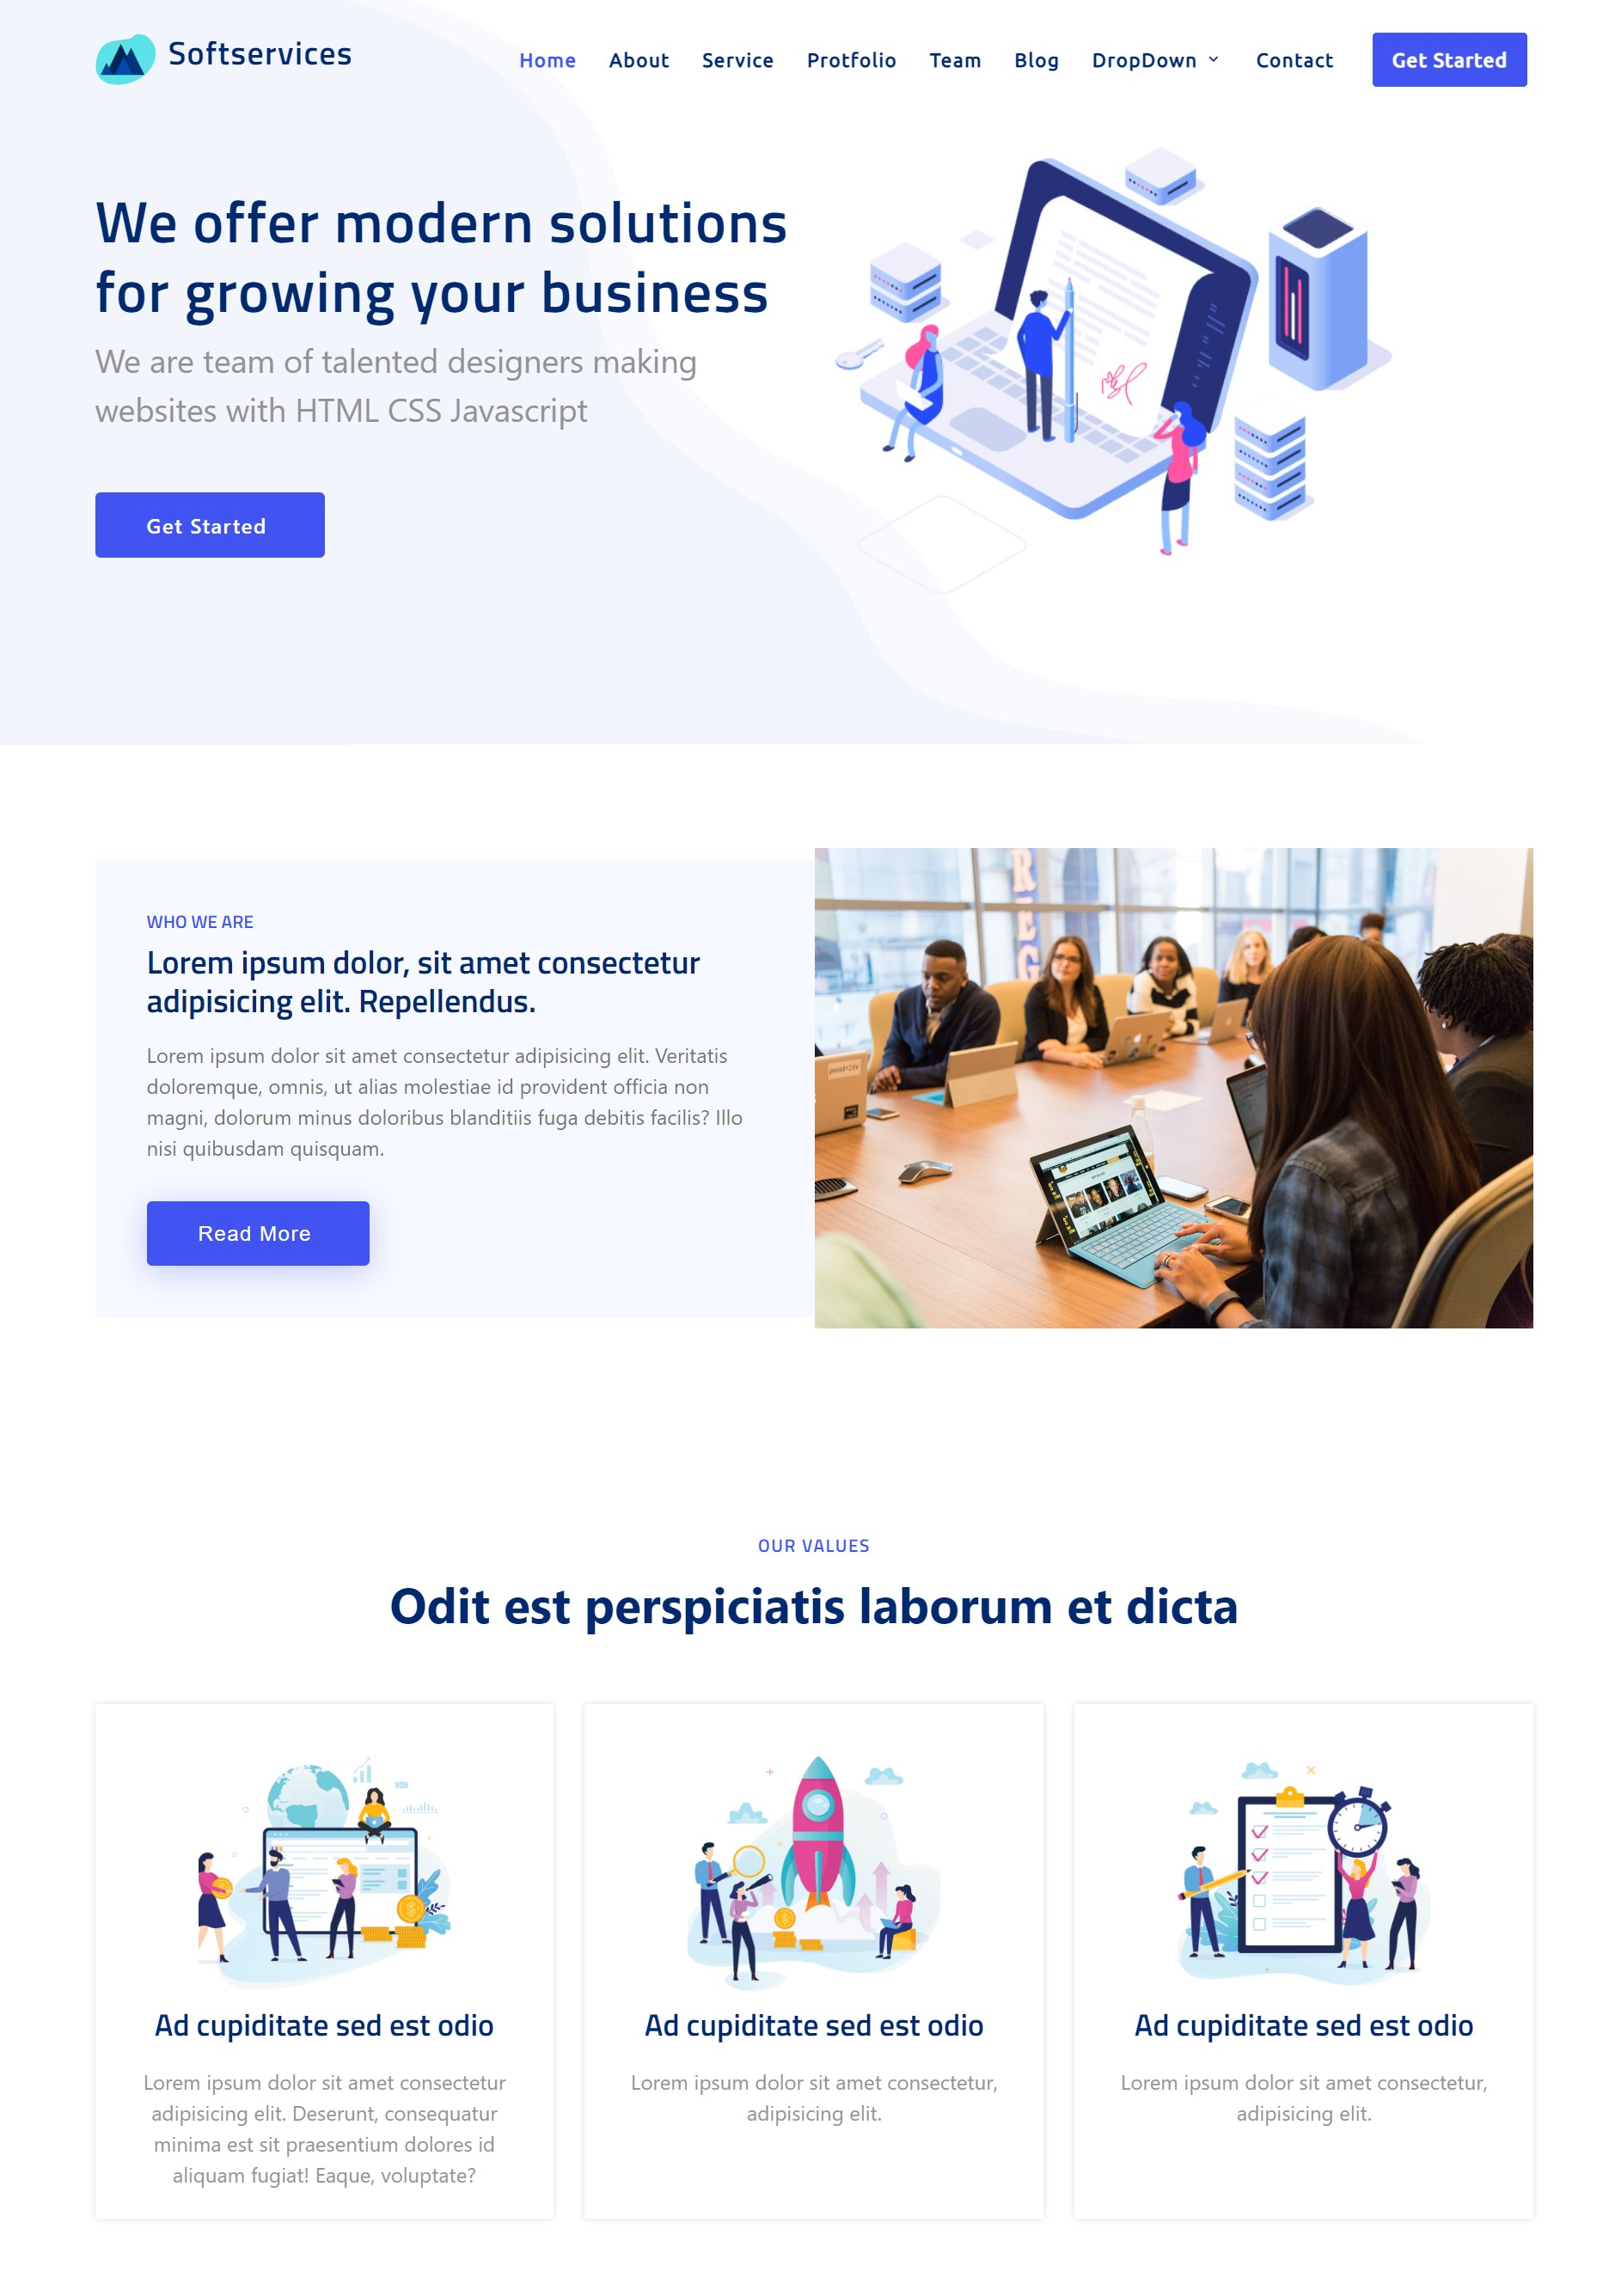 Softservices
Home About Service Protfolio Team Blog DropDown Contact Get Started
We offer modern solutions
for growing your business
We are team of talented designers making
websites with HTML CSS Javascript
Get Started
WHO WE ARE
Lorem ipsum dolor, sit amet consectetur
adipisicing elit. Repellendus.
Lorem ipsum dolor sit amet consectetur adipisicing elit. Veritatis
doloremque, omnis, ut alias molestiae id provident officia non
magni, dolorum minus doloribus blanditiis fuga debitis facilis? Illo
nisi quibusdam quisquam.
Read More
OUR VALUES
Odit est perspiciatis laborum et dicta
Ad cupiditate sed est odio
Lorem ipsum dolor sit amet consectetur
adipisicing elit. Deserunt, consequatur
minima est sit praesentium dolores id
aliquam fugiat! Eaque, voluptate?
Ad cupiditate sed est odio
Lorem ipsum dolor sit amet consectetur,
adipisicing elit.
Ad cupiditate sed est odio
Lorem ipsum dolor sit amet consectetur,
adipisicing elit.